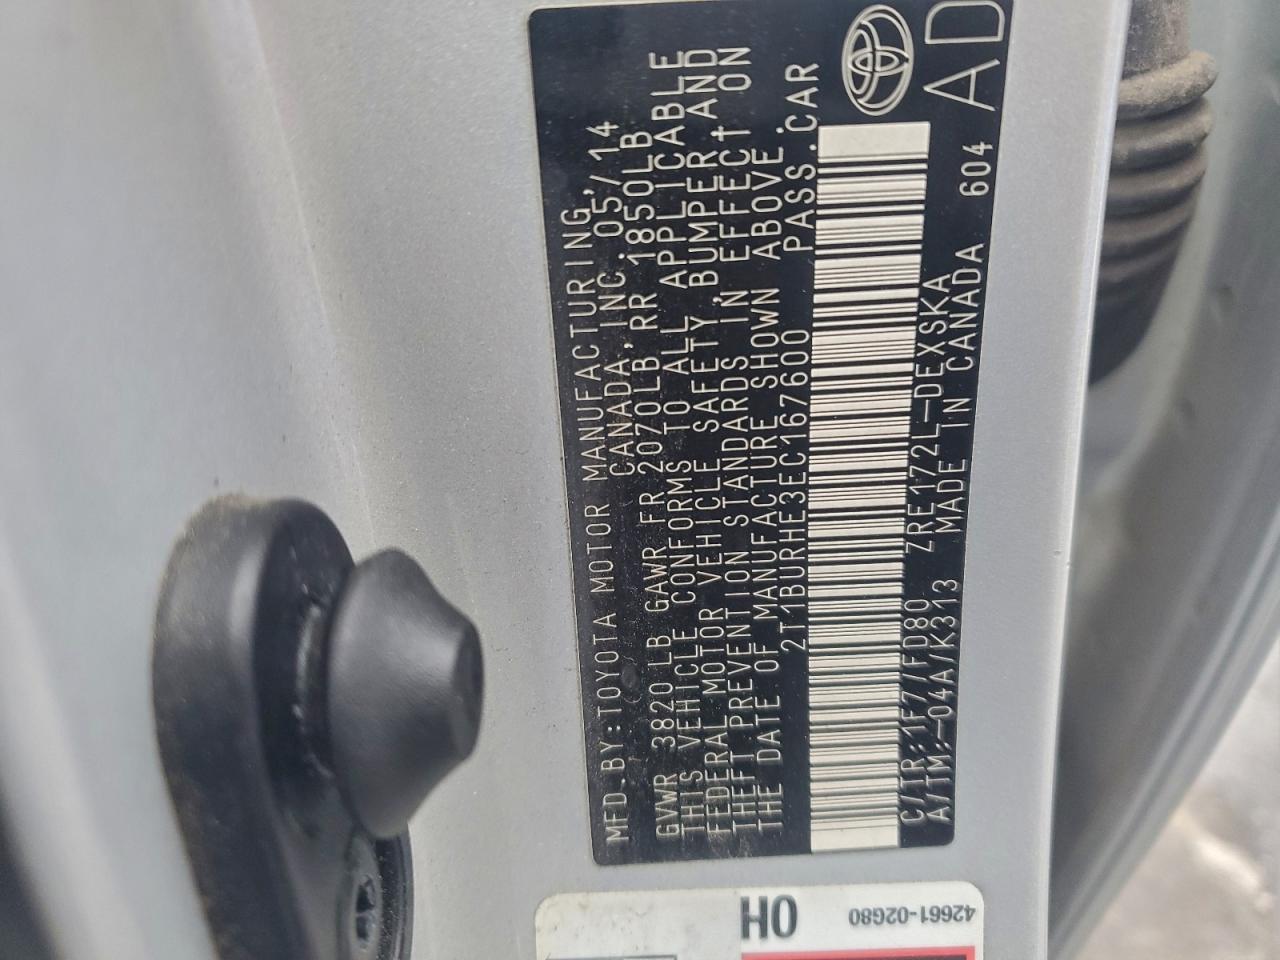 MFD.BY:TOYOTA MOTOR MANUFACTURING,
CANADA, INC. 05/14
GVWR 3820 LB GAWR FR 2070LB, RR 1850LB
THIS VEHICLE CONFORMS TO ALL APPLICABLE
FEDERAL MOTOR VEHICLE SAFETY, BUMPER, AND
THEFT PREVENTION STANDARDS IN EFFECT ON
THE DATE OF MANUFACTURE SHOWN ABOVE.
2T1BURHE3EC167600 PASS.CAR
C/TR:1F7/FD80 ZRE172L-DEXSKA 604
A/TM:-04A/K313 MADE IN CANADA
AD
0H
42661-02G80